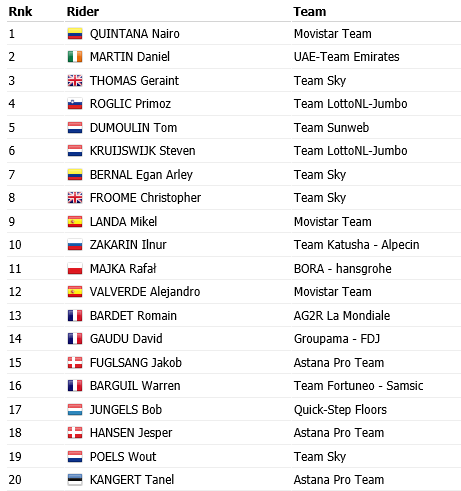 Rnk Rider Team
1 QUINTANA Nairo Movistar Team
2 MARTIN Daniel UAE-Team Emirates
3 THOMAS Geraint Team Sky
4 ROGLIC Primoz Team LottoNL-Jumbo
5 DUMOULIN Tom Team Sunweb
6 KRUIJSWIJK Steven Team LottoNL-Jumbo
7 BERNAL Egan Arley Team Sky
8 FROOME Christopher Team Sky
9 LANDA Mikel Movistar Team
10 ZAKARIN Ilnur Team Katusha - Alpecin
11 MAJKA Rafał BORA - hansgrohe
12 VALVERDE Alejandro Movistar Team
13 BARDET Romain AG2R La Mondiale
14 GAUDU David Groupama - FDJ
15 FUGLSANG Jakob Astana Pro Team
16 BARGUIL Warren Team Fortuneo - Samsic
17 JUNGELS Bob Quick-Step Floors
18 HANSEN Jesper Astana Pro Team
19 POELS Wout Team Sky
20 KANGERT Tanel Astana Pro Team